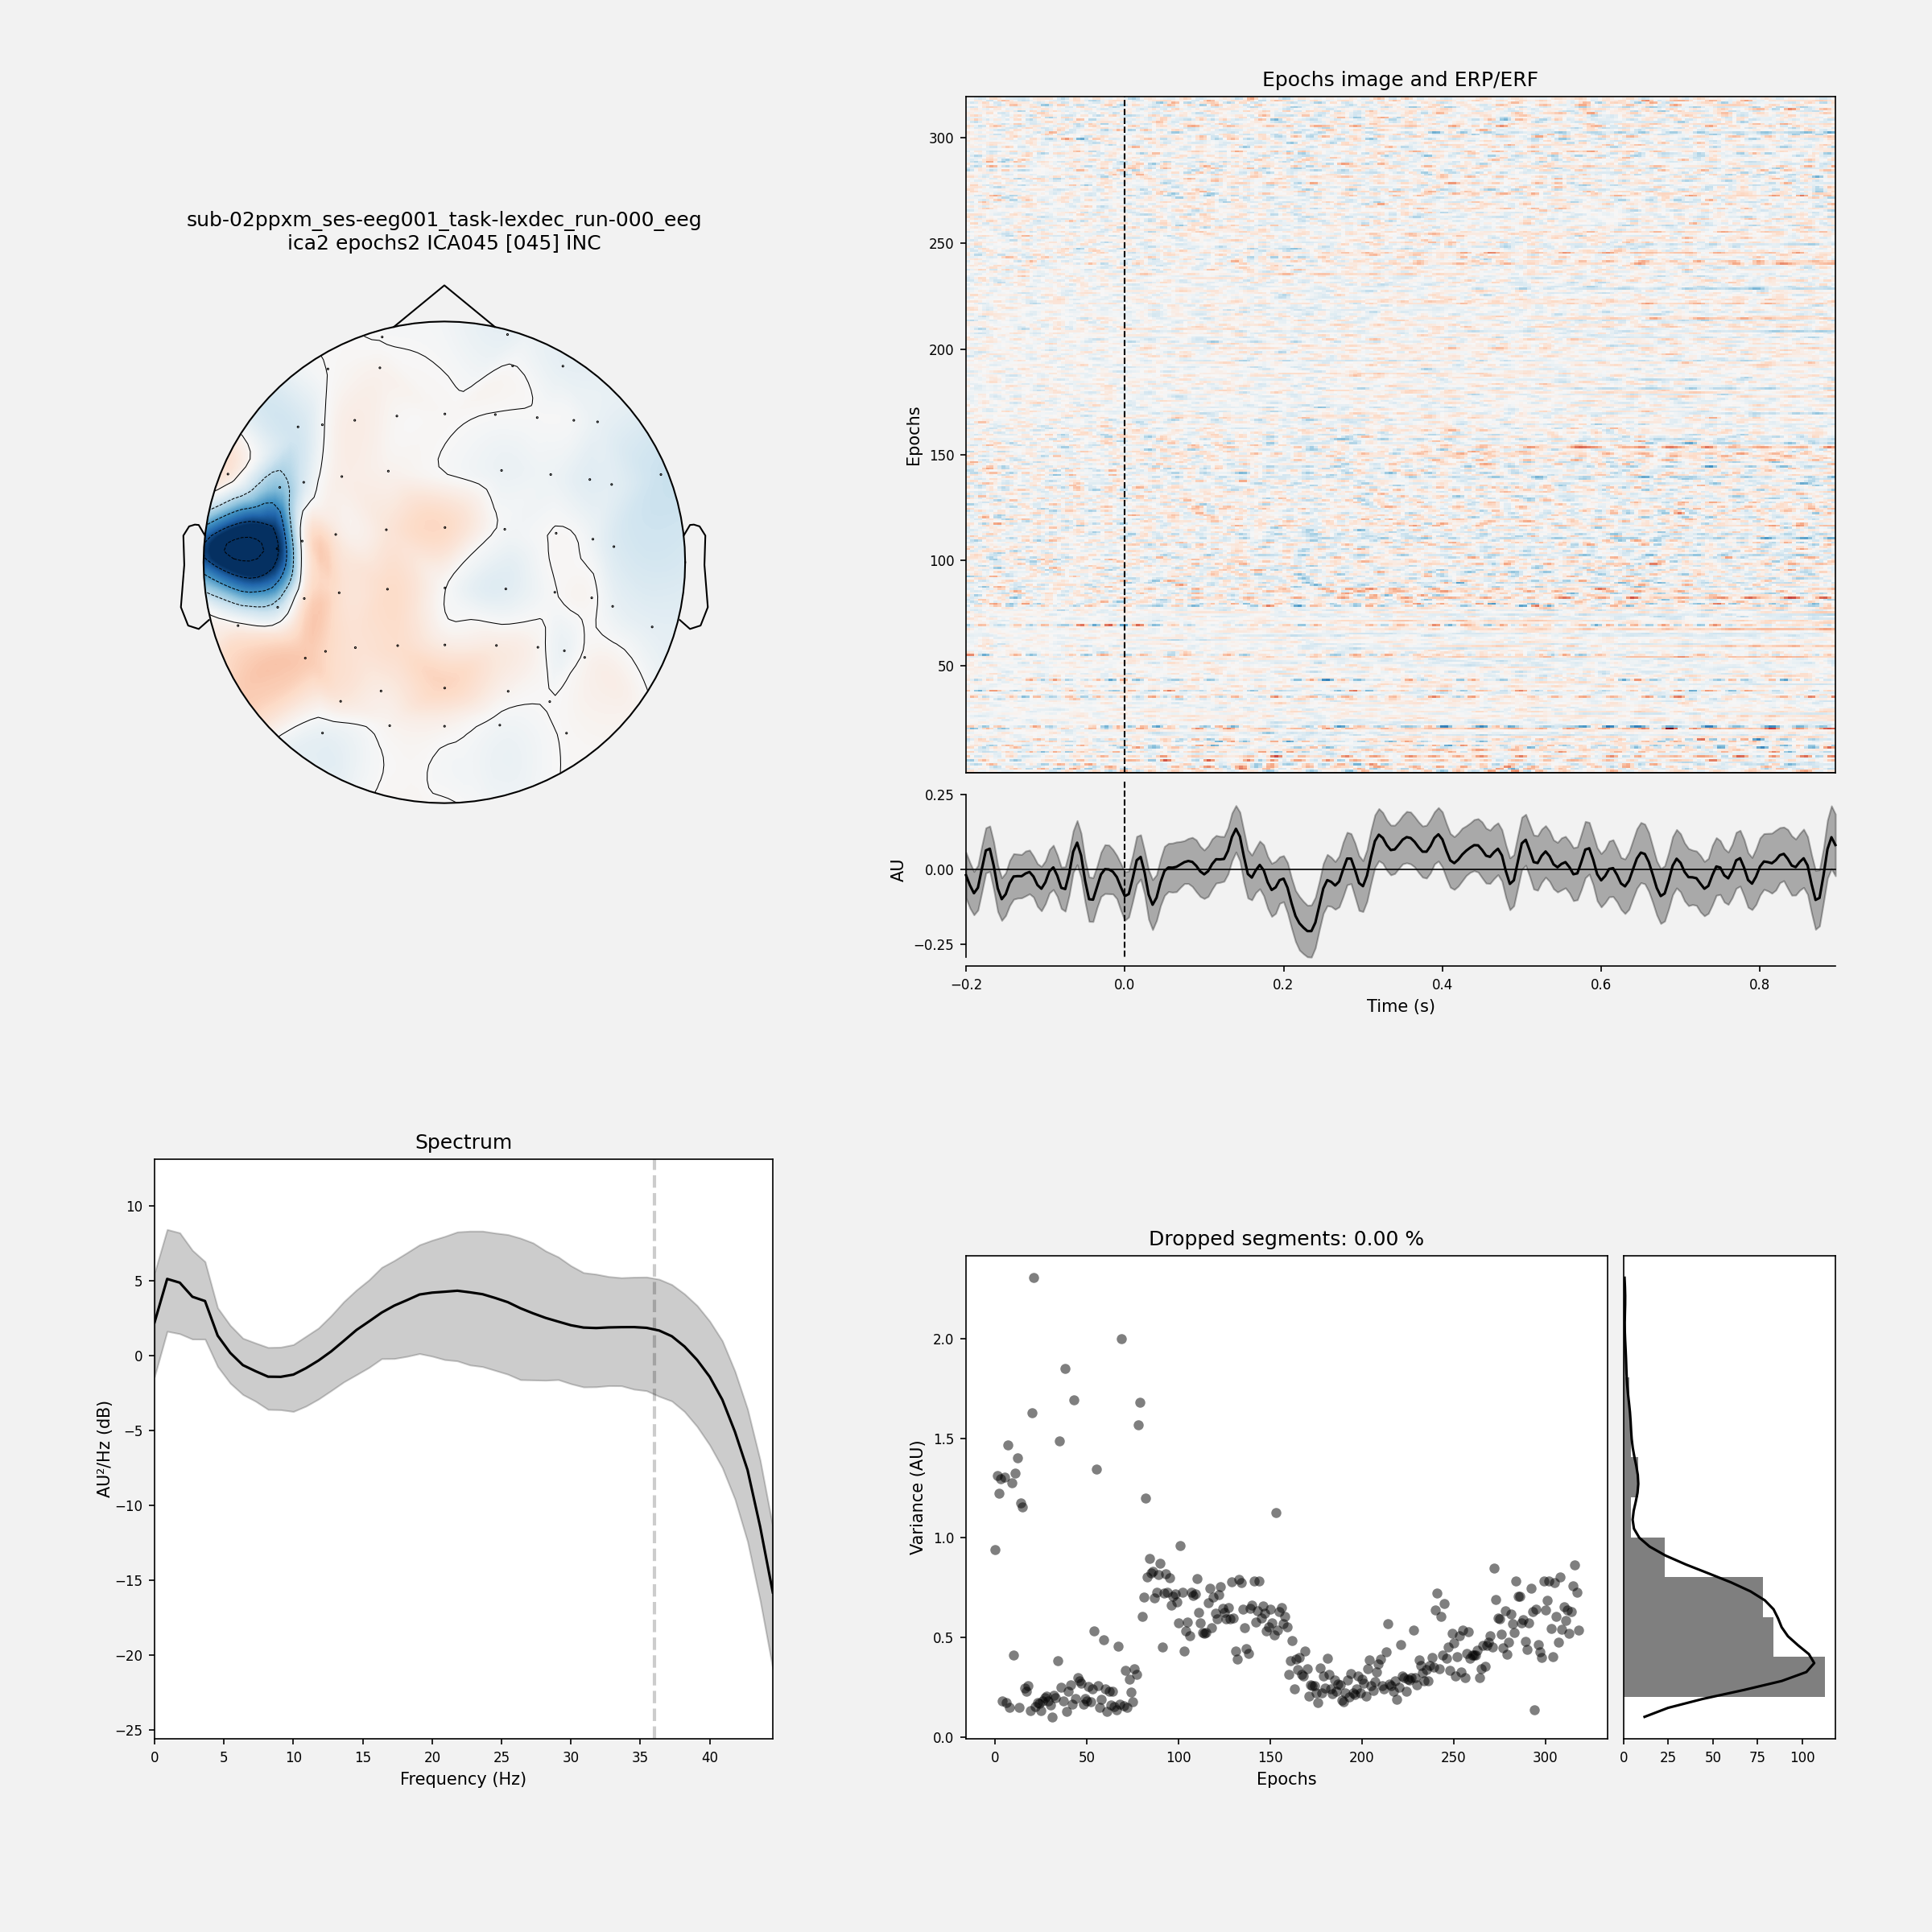 sub-02ppxm_ses-eeg001_task-lexdec_run-000_eeg
ica2 epochs2 ICA045 [045] INC
Epochs image and ERP/ERF
300
250
200
150
100
50
Epochs
0.25
0.00
−0.25
AU
−0.2 0.0 0.2 0.4 0.6 0.8
Time (s)
Spectrum
10
5
0
−5
−10
−15
−20
−25
AU²/Hz (dB)
0 5 10 15 20 25 30 35 40
Frequency (Hz)
Dropped segments: 0.00 %
2.0
1.5
1.0
0.5
0.0
Variance (AU)
0 50 100 150 200 250 300
Epochs
0 25 50 75 100